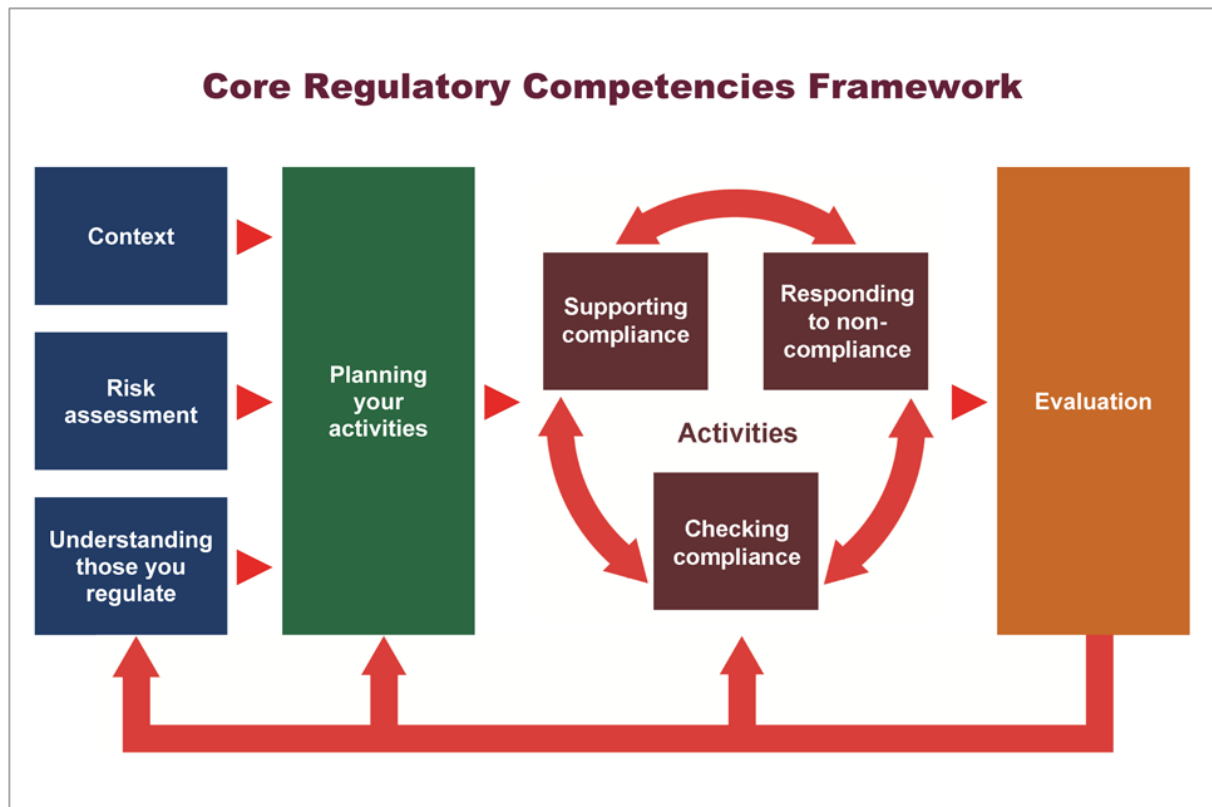 Core Regulatory Competencies Framework
Context
Risk
assessment
Understanding
those you
regulate
Planning
your
activities
Supporting
compliance
Responding
to non-
compliance
Activities
Checking
compliance
Evaluation